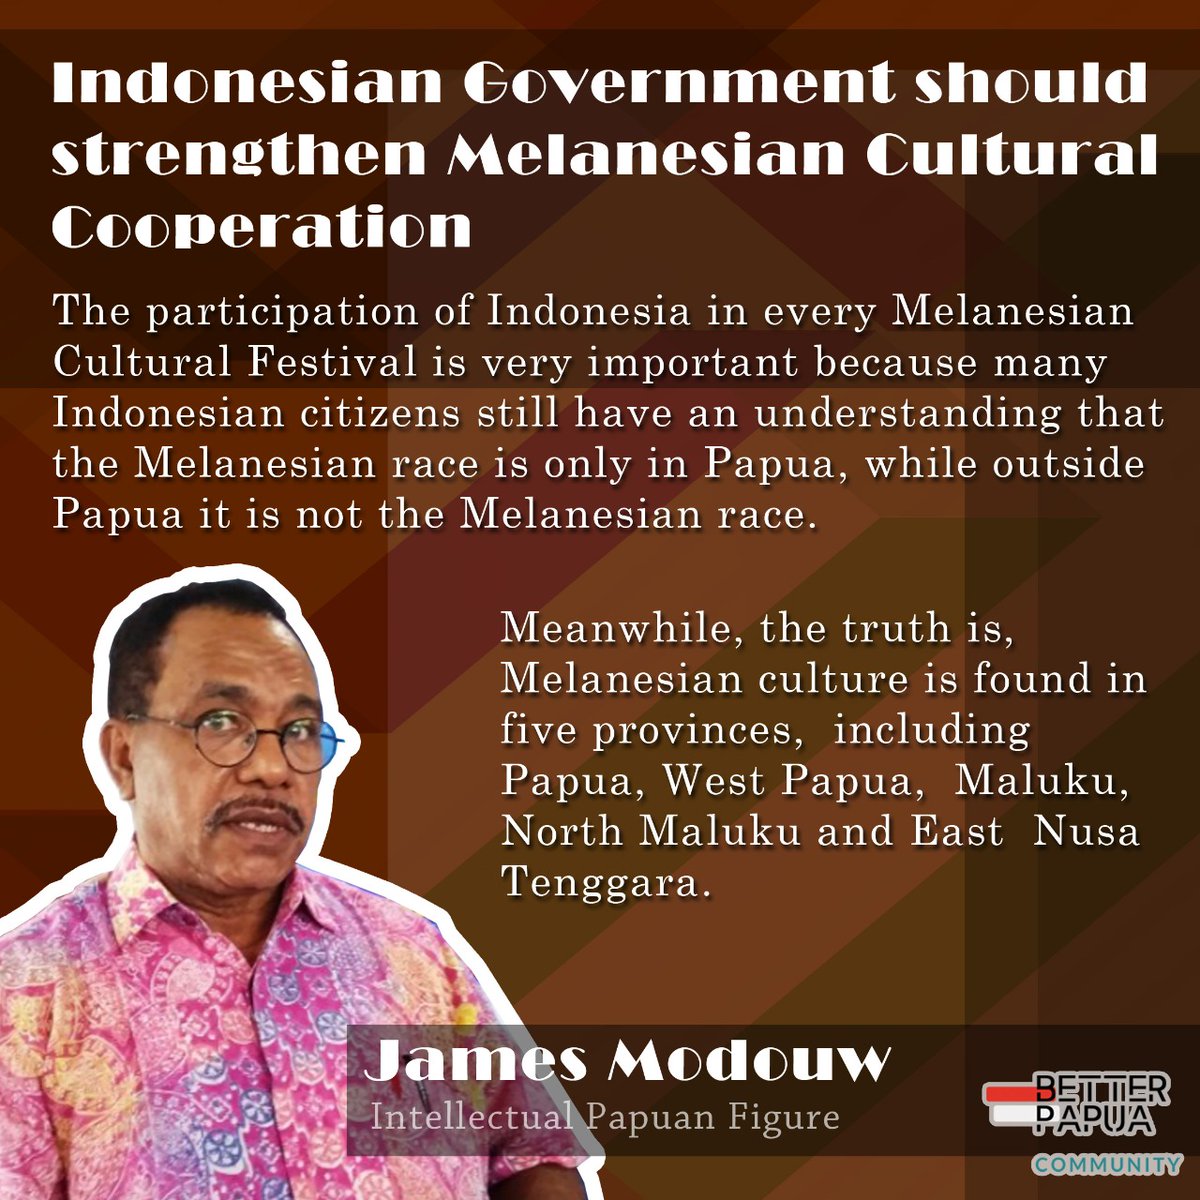 Indonesian Government should
strengthen Melanesian Cultural
Cooperation
The participation of Indonesia in every Melanesian
Cultural Festival is very important because many
Indonesian citizens still have an understanding that
the Melanesian race is only in Papua, while outside
Papua it is not the Melanesian race.
Meanwhile, the truth is,
Melanesian culture is found in
five provinces, including
Papua, West Papua, Maluku,
North Maluku and East Nusa
Tenggara.
James Modouw
Intellectual Papuan Figure
BETTER
PAPUA
COMMUNITY